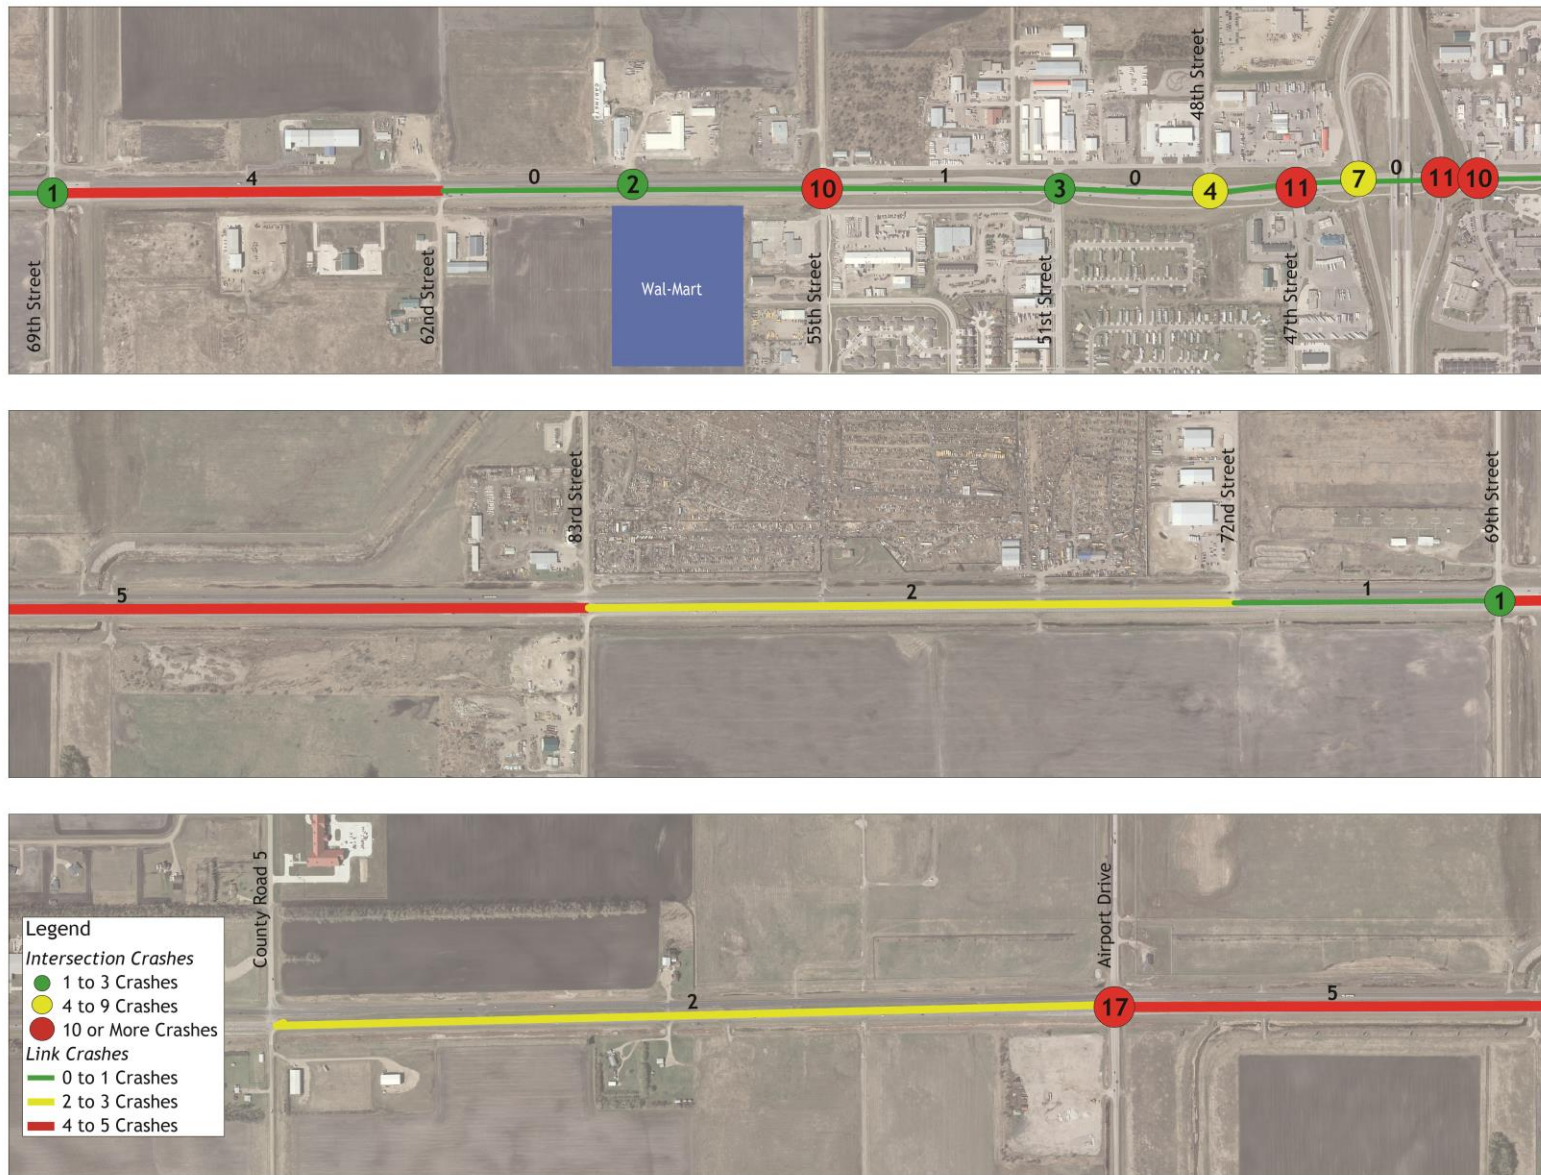 48th Street
4
0
2
10
1
3
0
4
11
7
0
11
10
1
Wal-Mart
69th Street
62nd Street
55th Street
51st Street
47th Street
83rd Street
72nd Street
69th Street
5
2
1
1
County Road 5
Airport Drive
2
17
5
Legend
Intersection Crashes
1 to 3 Crashes
4 to 9 Crashes
10 or More Crashes
Link Crashes
0 to 1 Crashes
2 to 3 Crashes
4 to 5 Crashes